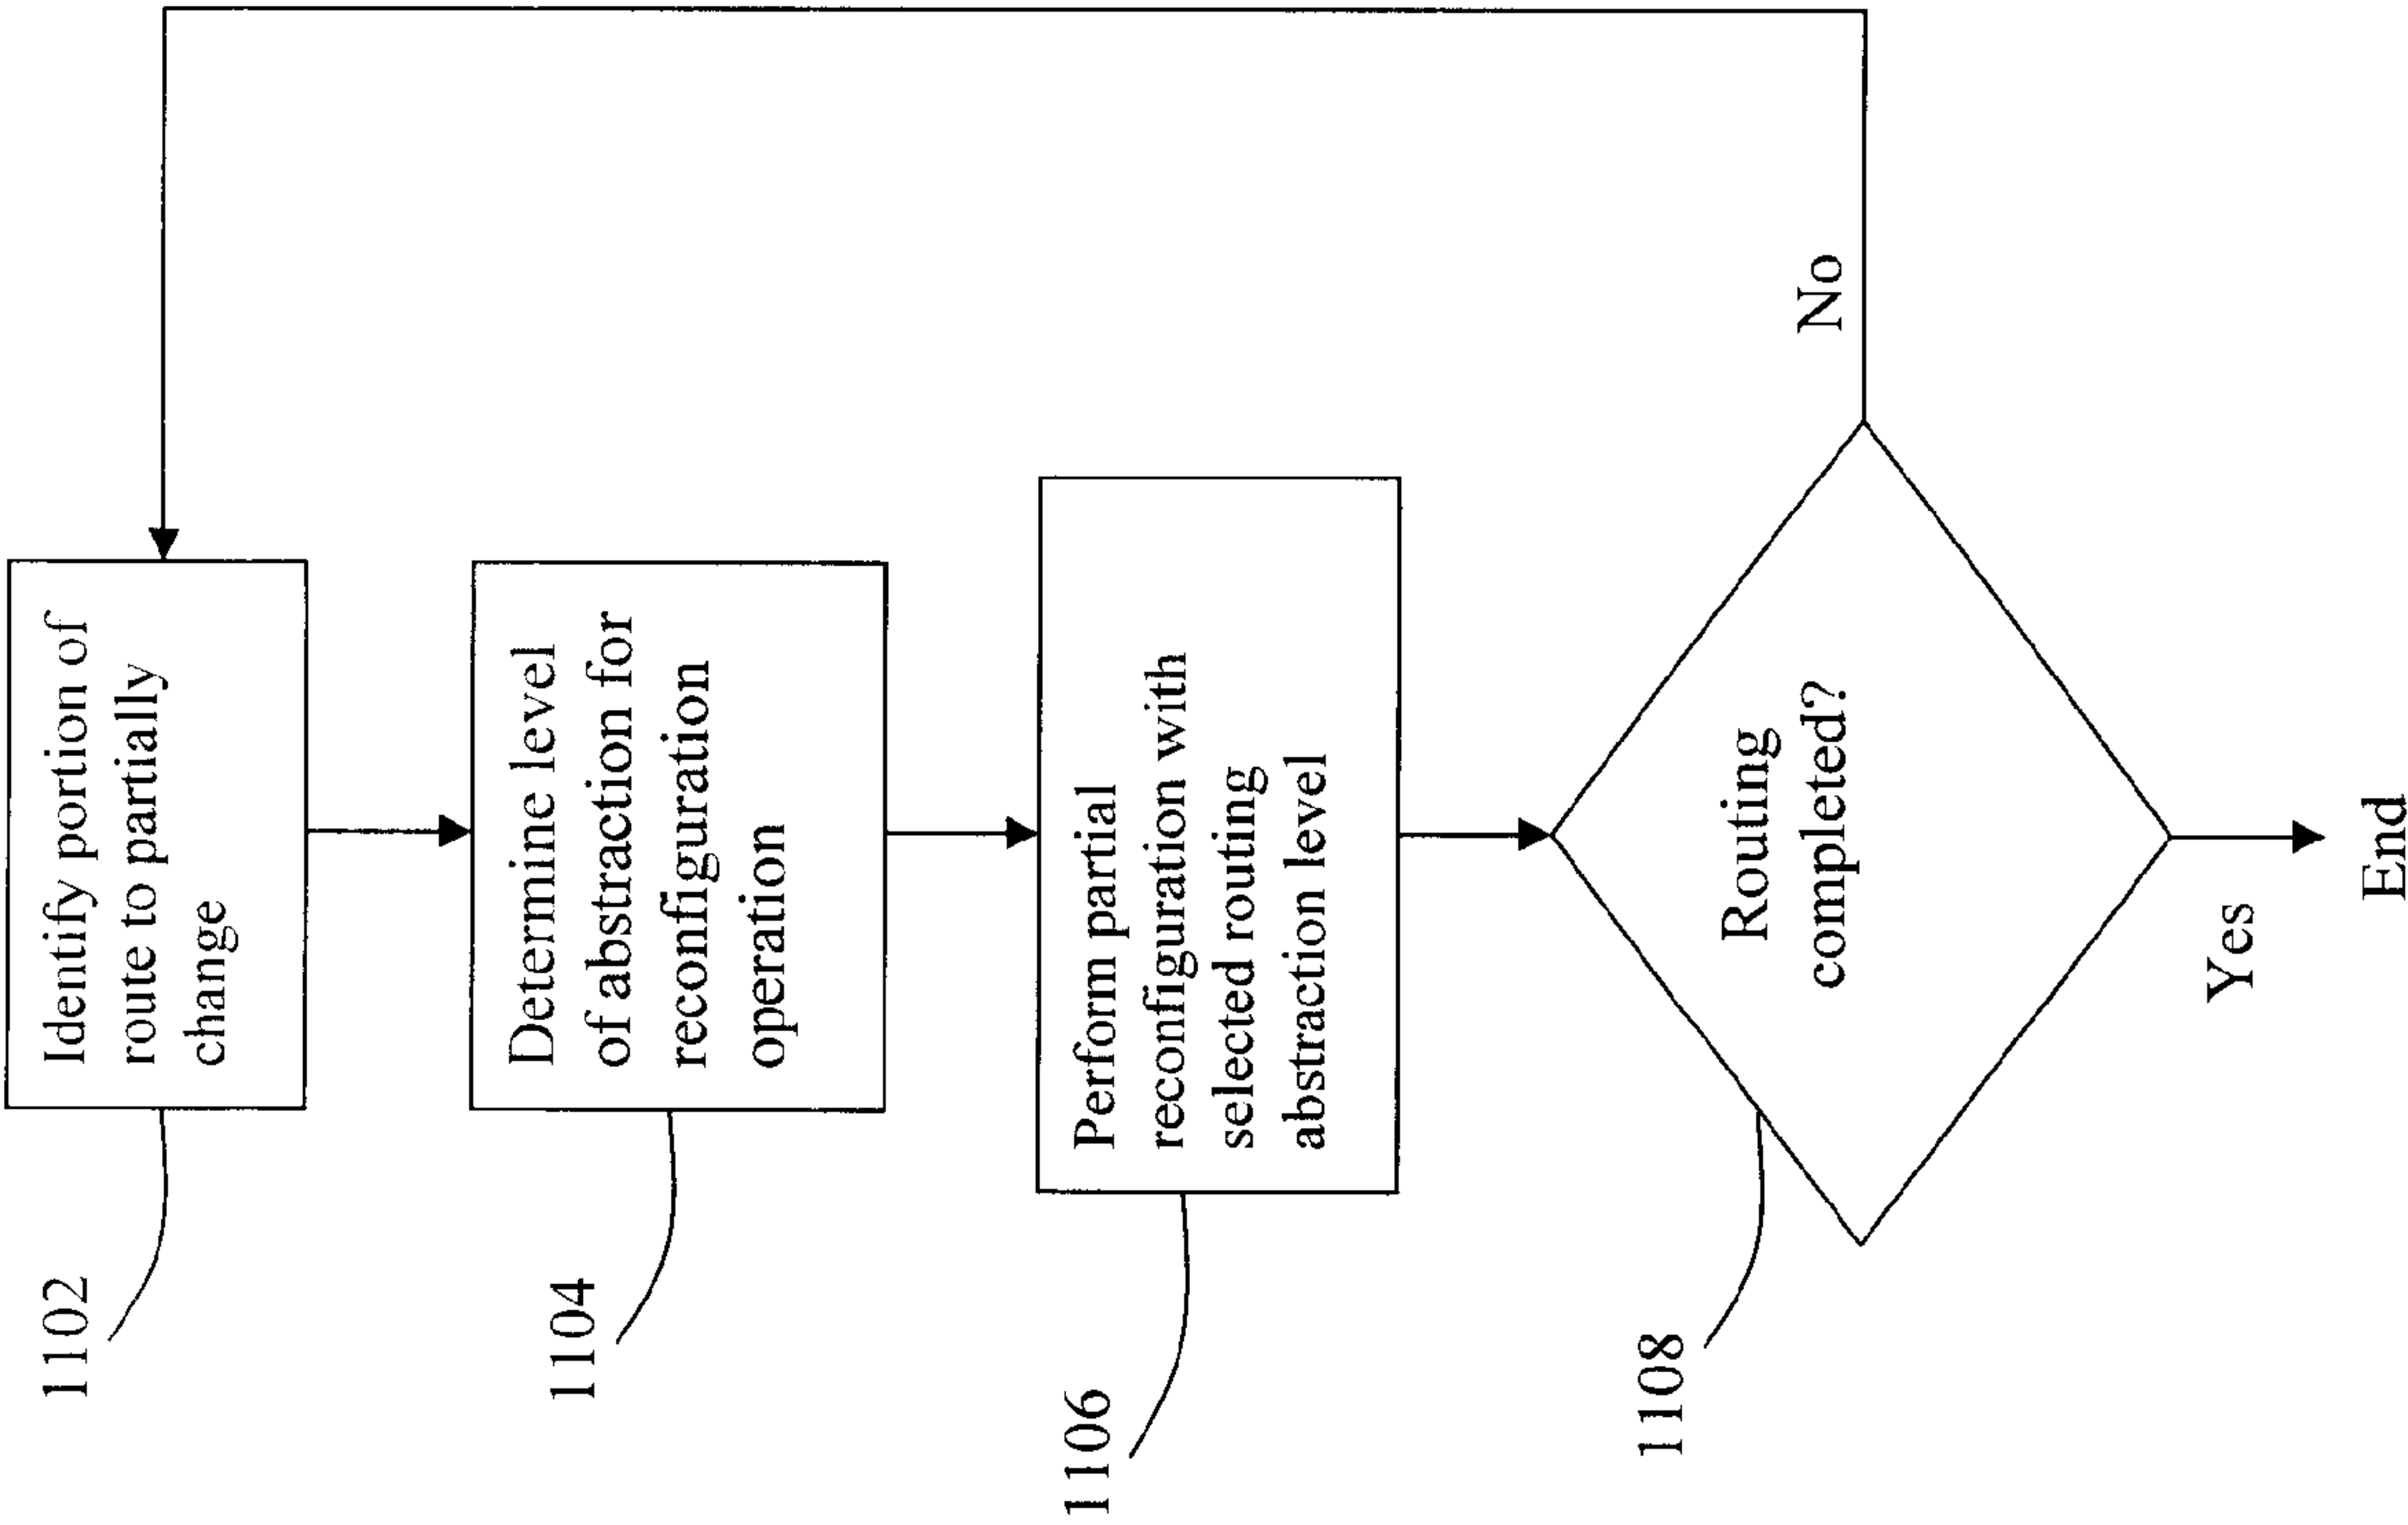 1102
Identify portion of
route to partially
change
1104
Determine level
of abstraction for
reconfiguration
operation
1106
Perform partial
reconfiguration with
selected routing
abstraction level
1108
Routing
completed?
No
Yes
End